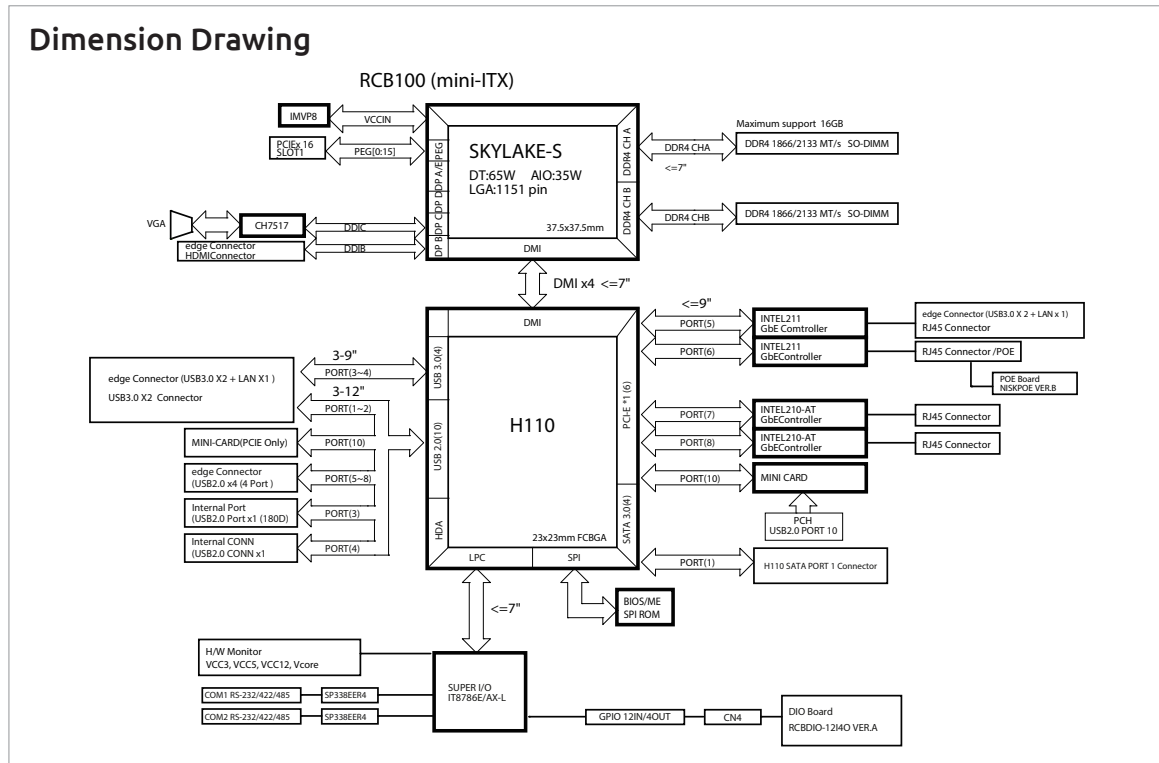 Dimension Drawing
RCB100 (mini-ITX)
IMVP8
VCCIN
PCIEx 16
SLOT1
PEG[0:15]
VGA
CH7517
DDIC
edge Connector
HDMIConnector
DDIB
PEG
DDP A/E
DP D
DP C
DP B
SKYLAKE-S
DT:65W AIO:35W
LGA:1151 pin
37.5x37.5mm
DMI
DDR4 CH A
DDR4 CH B
Maximum support 16GB
DDR4 CHA
<=7"
DDR4 1866/2133 MT/s SO-DIMM
DDR4 CHB
DDR4 1866/2133 MT/s SO-DIMM
DMI x4 <=7"
DMI
H110
23x23mm FCBGA
USB 3.0(4)
USB 2.0(10)
HDA
LPC
SPI
PCI-E *1 (6)
SATA 3.0(4)
edge Connector (USB3.0 X2 + LAN X1 )
USB3.0 X2 Connector
3-9"
PORT(3~4)
3-12"
PORT(1~2)
MINI-CARD(PCIE Only)
PORT(10)
edge Connector
(USB2.0 x4 (4 Port )
PORT(5~8)
Internal Port
(USB2.0 Port x1 (180D)
PORT(3)
Internal CONN
(USB2.0 CONN x1
PORT(4)
<=9"
PORT(5)
INTEL211
GbE Comtroller
edge Connector (USB3.0 X 2 + LAN x 1)
RJ45 Connector
PORT(6)
INTEL211
GbEController
RJ45 Connector /POE
POE Board
NISKPOE VER.B
PORT(7)
INTEL210-AT
GbEController
RJ45 Connector
PORT(8)
INTEL210-AT
GbEController
RJ45 Connector
PORT(10)
MINI CARD
PCH
USB2.0 PORT 10
PORT(1)
H110 SATA PORT 1 Connector
<=7"
BIOS/ME
SPI ROM
H/W Monitor
VCC3, VCC5, VCC12, Vcore
COM1 RS-232/422/485
SP338EER4
COM2 RS-232/422/485
SP338EER4
SUPER I/O
IT8786E/AX-L
GPIO 12IN/4OUT
CN4
DIO Board
RCBDIO-12I4O VER.A